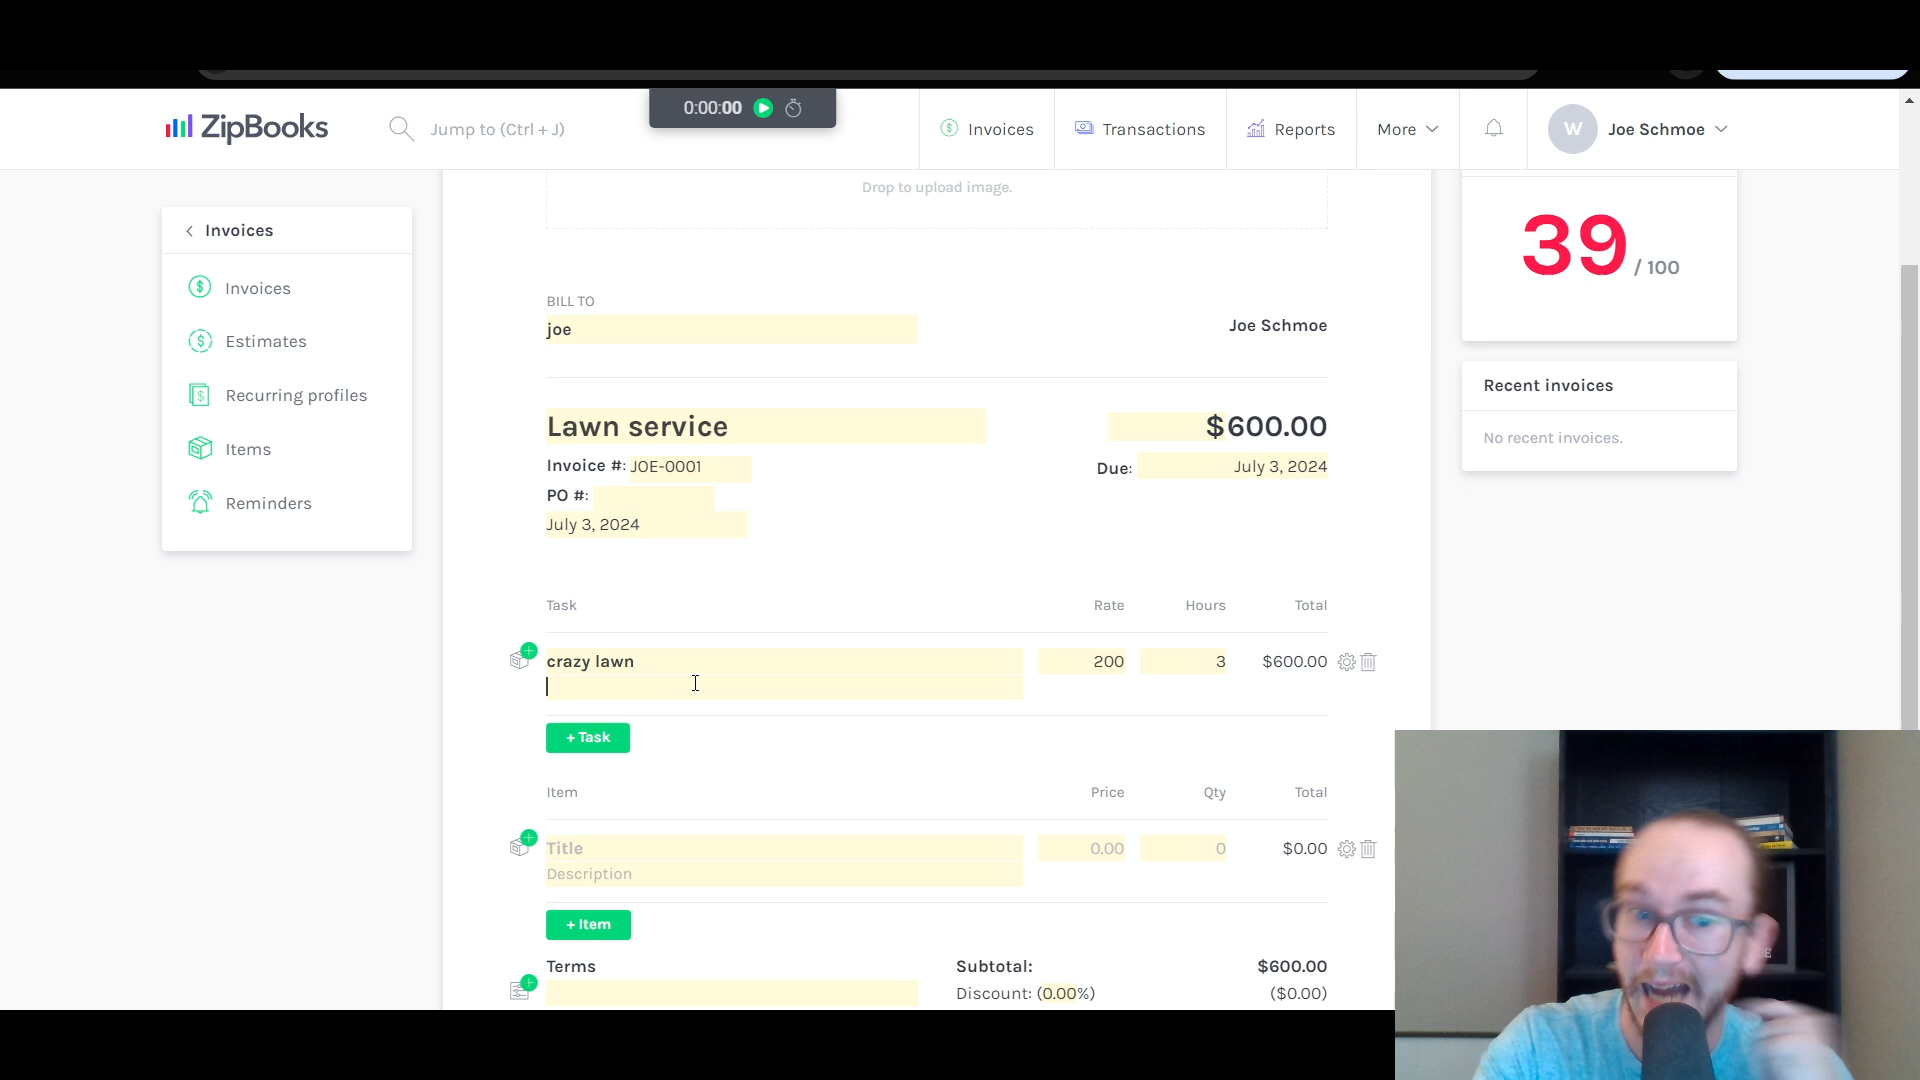 ZipBooks
Jump to (Ctrl + J)
0:00:00
Invoices
Transactions
Reports
More
W
Joe Schmoe
Invoices
Invoices
Estimates
Recurring profiles
Items
Reminders
Drop to upload image.
BILL TO
joe
Joe Schmoe
Lawn service
$600.00
Invoice #: JOE-0001
Due: July 3, 2024
PO #:
July 3, 2024
Task Rate Hours Total
crazy lawn 200 3 $600.00
+ Task
Item Price Qty Total
Title 0.00 0 $0.00
Description
+ Item
Terms
Subtotal: $600.00
Discount: (0.00%) ($0.00)
39 / 100
Recent invoices
No recent invoices.